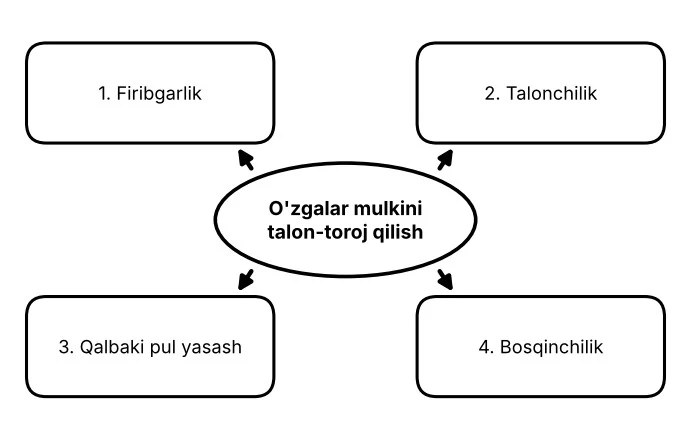 1. Firibgarlik
2. Talonchilik
O'zgalar mulkini
talon-toroj qilish
3. Qalbaki pul yasash
4. Bosqinchilik